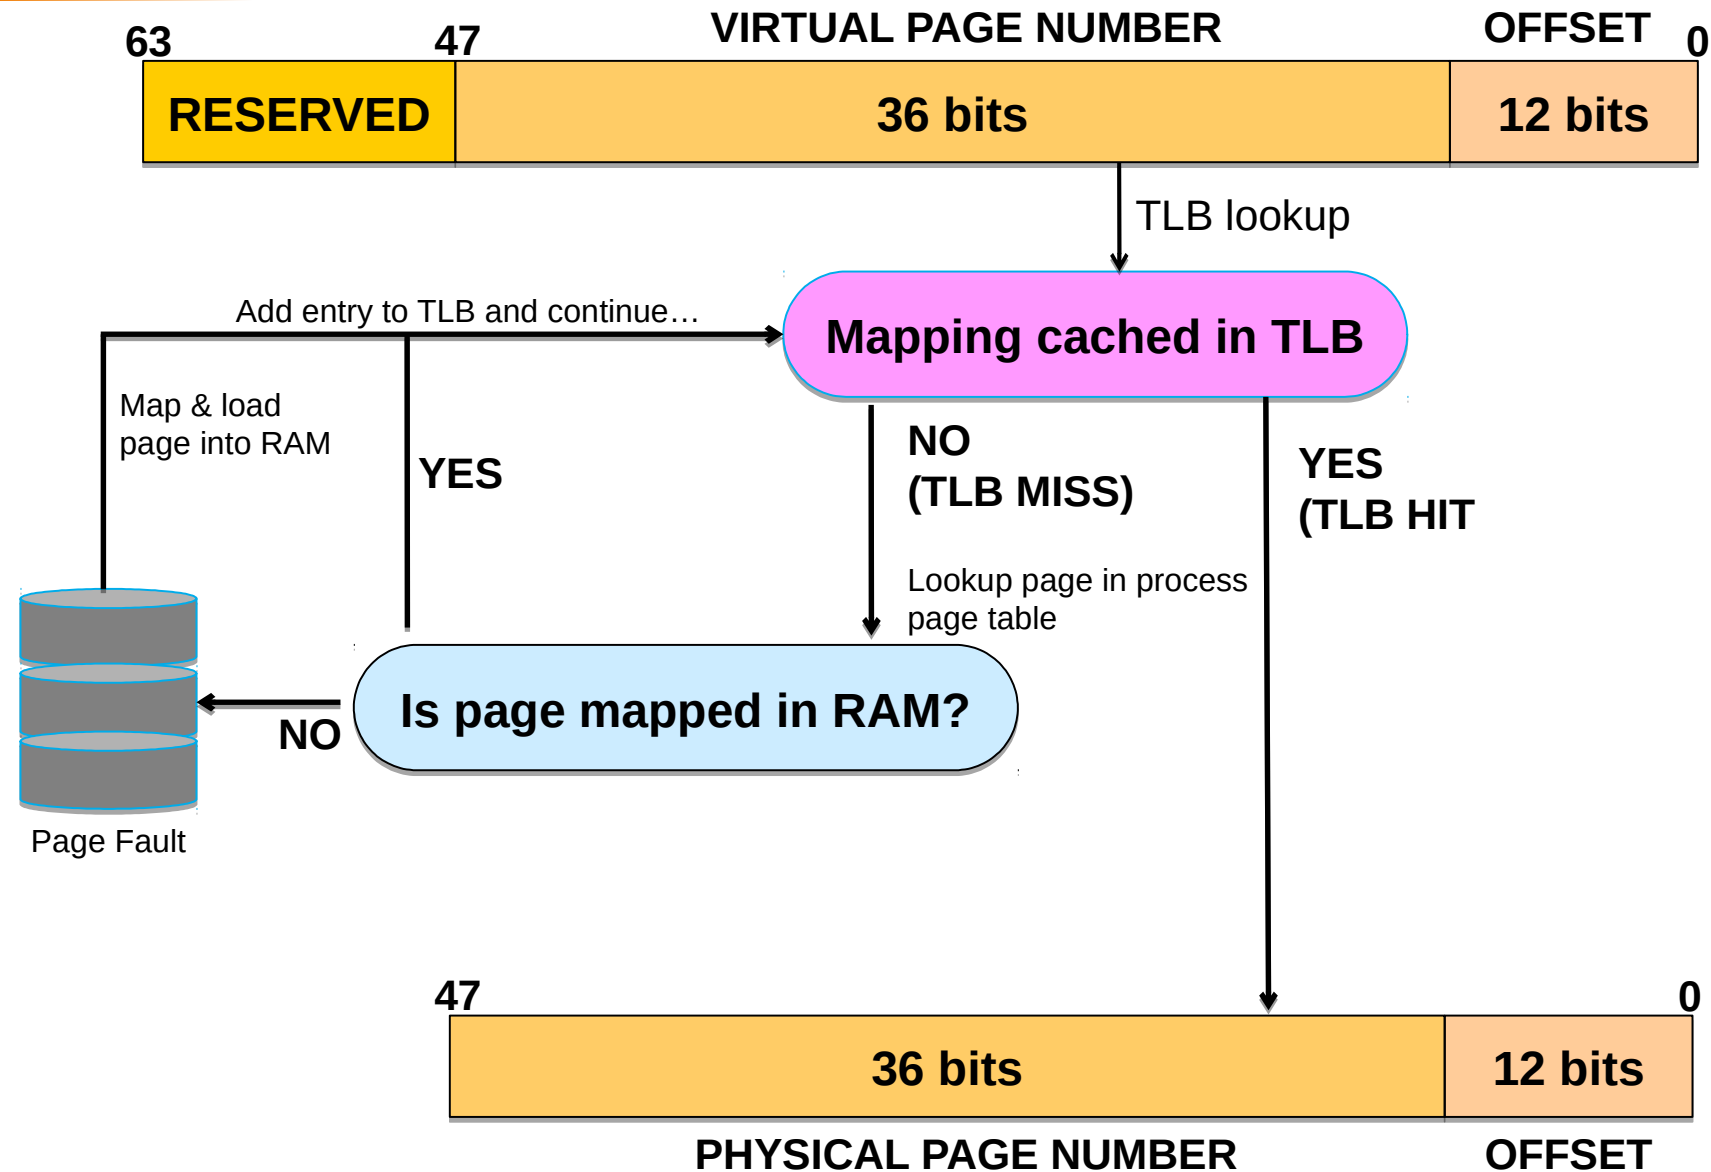 VIRTUAL PAGE NUMBER
OFFSET
63
47
0
RESERVED
36 bits
12 bits
TLB lookup
Add entry to TLB and continue…
Mapping cached in TLB
Map & load
page into RAM
YES
NO
(TLB MISS)
YES
(TLB HIT
Lookup page in process
page table
Is page mapped in RAM?
NO
Page Fault
47
0
36 bits
12 bits
PHYSICAL PAGE NUMBER
OFFSET